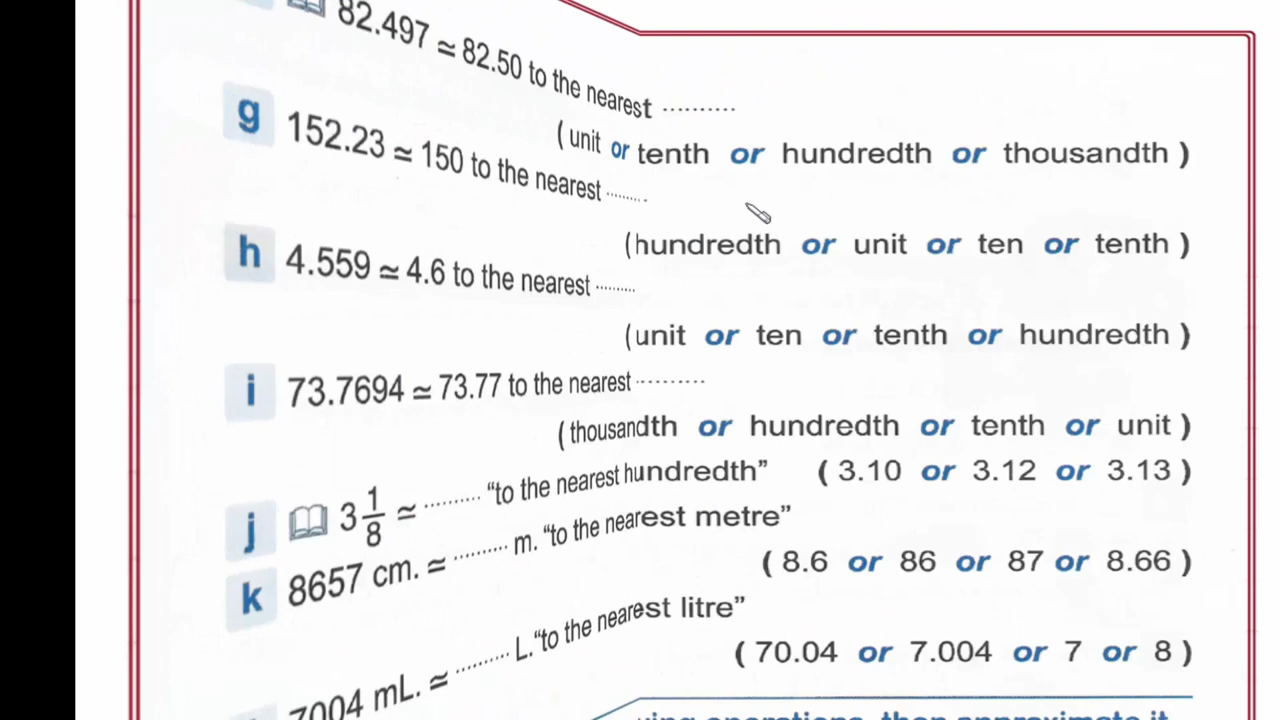 82.497 ≃ 82.50 to the nearest ..........
( unit or tenth or hundredth or thousandth )
g 152.23 ≃ 150 to the nearest ..........
(hundredth or unit or ten or tenth )
h 4.559 ≃ 4.6 to the nearest ..........
(unit or ten or tenth or hundredth )
i 73.7694 ≃ 73.77 to the nearest ..........
( thousandth or hundredth or tenth or unit )
j 3 1/8 ≃ .......... “to the nearest hundredth” ( 3.10 or 3.12 or 3.13 )
k 8657 cm. ≃ .......... m. “to the nearest metre”
( 8.6 or 86 or 87 or 8.66 )
7004 mL. ≃ .......... L.“to the nearest litre”
( 70.04 or 7.004 or 7 or 8 )
operations, then approximate it